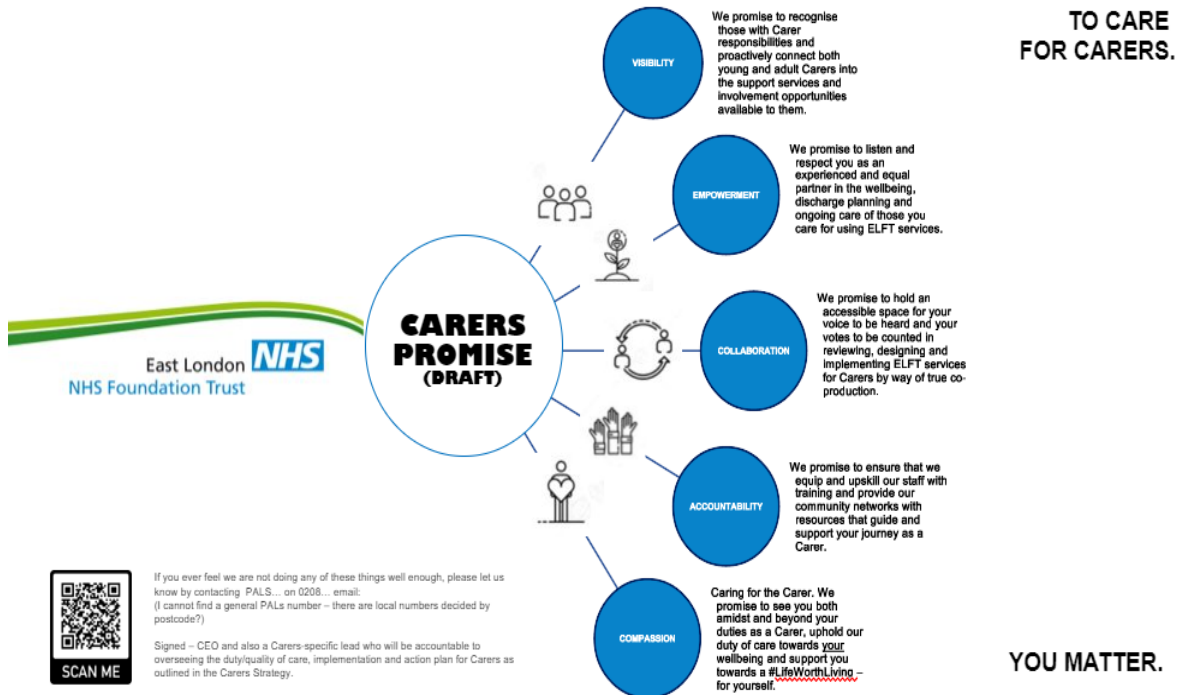 TO CARE
FOR CARERS.
VISIBILITY
We promise to recognise
those with Carer
responsibilities and
proactively connect both
young and adult Carers into
the support services and
involvement opportunities
available to them.
EMPOWERMENT
We promise to listen and
respect you as an
experienced and equal
partner in the wellbeing,
discharge planning and
ongoing care of those you
care for using ELFT services.
CARERS
PROMISE
(DRAFT)
East London NHS
NHS Foundation Trust
COLLABORATION
We promise to hold an
accessible space for your
voice to be heard and your
votes to be counted in
reviewing, designing and
implementing ELFT services
for Carers by way of true co-
production.
ACCOUNTABILITY
We promise to ensure that we
equip and upskill our staff with
training and provide our
community networks with
resources that guide and
support your journey as a
Carer.
COMPASSION
Caring for the Carer. We
promise to see you both
amidst and beyond your
duties as a Carer, uphold our
duty of care towards your
wellbeing and support you
towards a #LifeWorthLiving –
for yourself.
SCAN ME
If you ever feel we are not doing any of these things well enough, please let us
know by contacting PALS... on 0208... email:
(I cannot find a general PALs number – there are local numbers decided by
postcode?)
Signed – CEO and also a Carers-specific lead who will be accountable to
overseeing the duty/quality of care, implementation and action plan for Carers as
outlined in the Carers Strategy.
YOU MATTER.